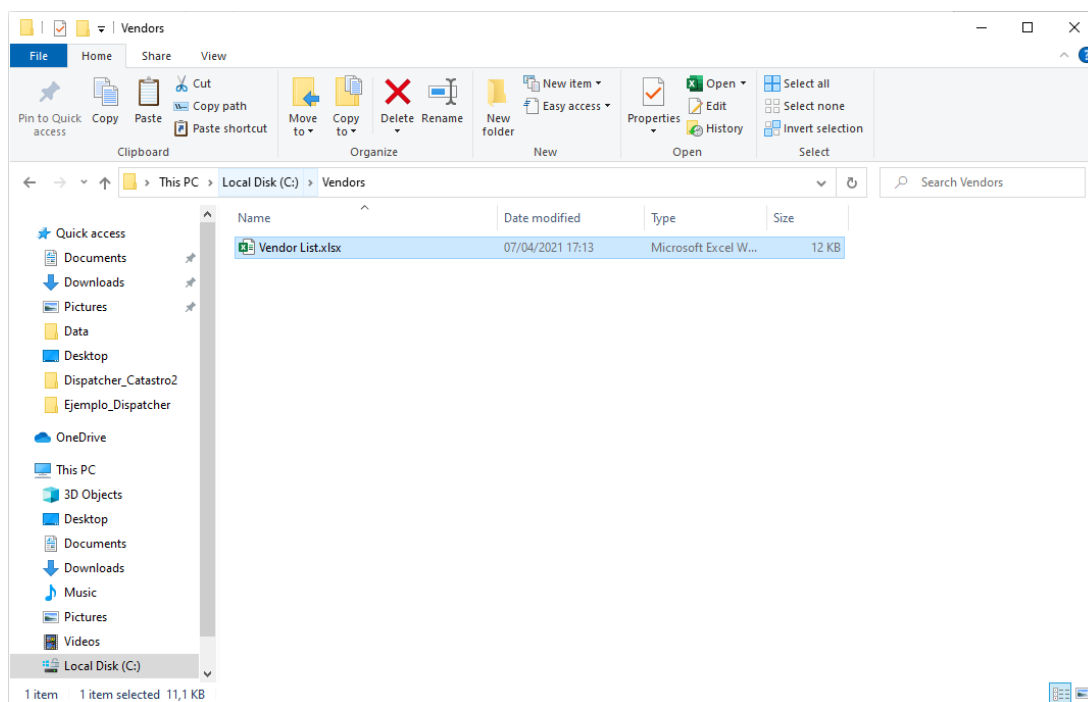 Vendors
File Home Share View
Pin to Quick access
Copy
Paste
Cut
Copy path
Paste shortcut
Clipboard
Move to
Copy to
Delete
Rename
Organize
New folder
New item
Easy access
New
Properties
Open
Edit
History
Open
Select all
Select none
Invert selection
Select
This PC > Local Disk (C:) > Vendors
Search Vendors
Quick access
Documents
Downloads
Pictures
Data
Desktop
Dispatcher_Catastro2
Ejemplo_Dispatcher
OneDrive
This PC
3D Objects
Desktop
Documents
Downloads
Music
Pictures
Videos
Local Disk (C:)
Name Date modified Type Size
Vendor List.xlsx 07/04/2021 17:13 Microsoft Excel W... 12 KB
1 item 1 item selected 11,1 KB